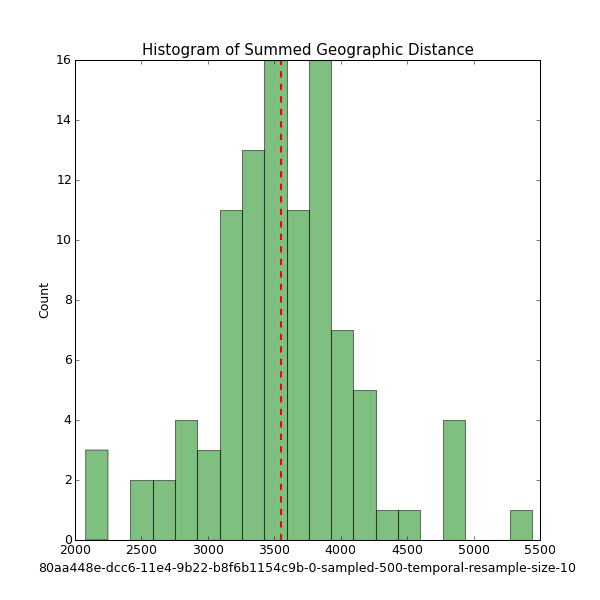 Histogram of Summed Geographic Distance
16
14
12
10
8
6
4
2
0
Count
2000 2500 3000 3500 4000 4500 5000 5500
80aa448e-dcc6-11e4-9b22-b8f6b1154c9b-0-sampled-500-temporal-resample-size-10